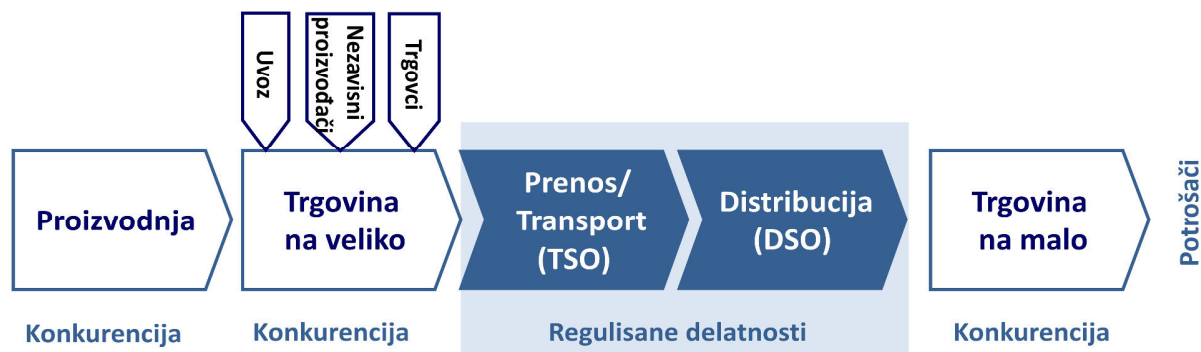 Uvoz
Nezavisni
proizvođači
Trgovci
Proizvodnja
Trgovina
na veliko
Prenos/
Transport
(TSO)
Distribucija
(DSO)
Trgovina
na malo
Potrošači
Konkurencija
Konkurencija
Regulisane delatnosti
Konkurencija